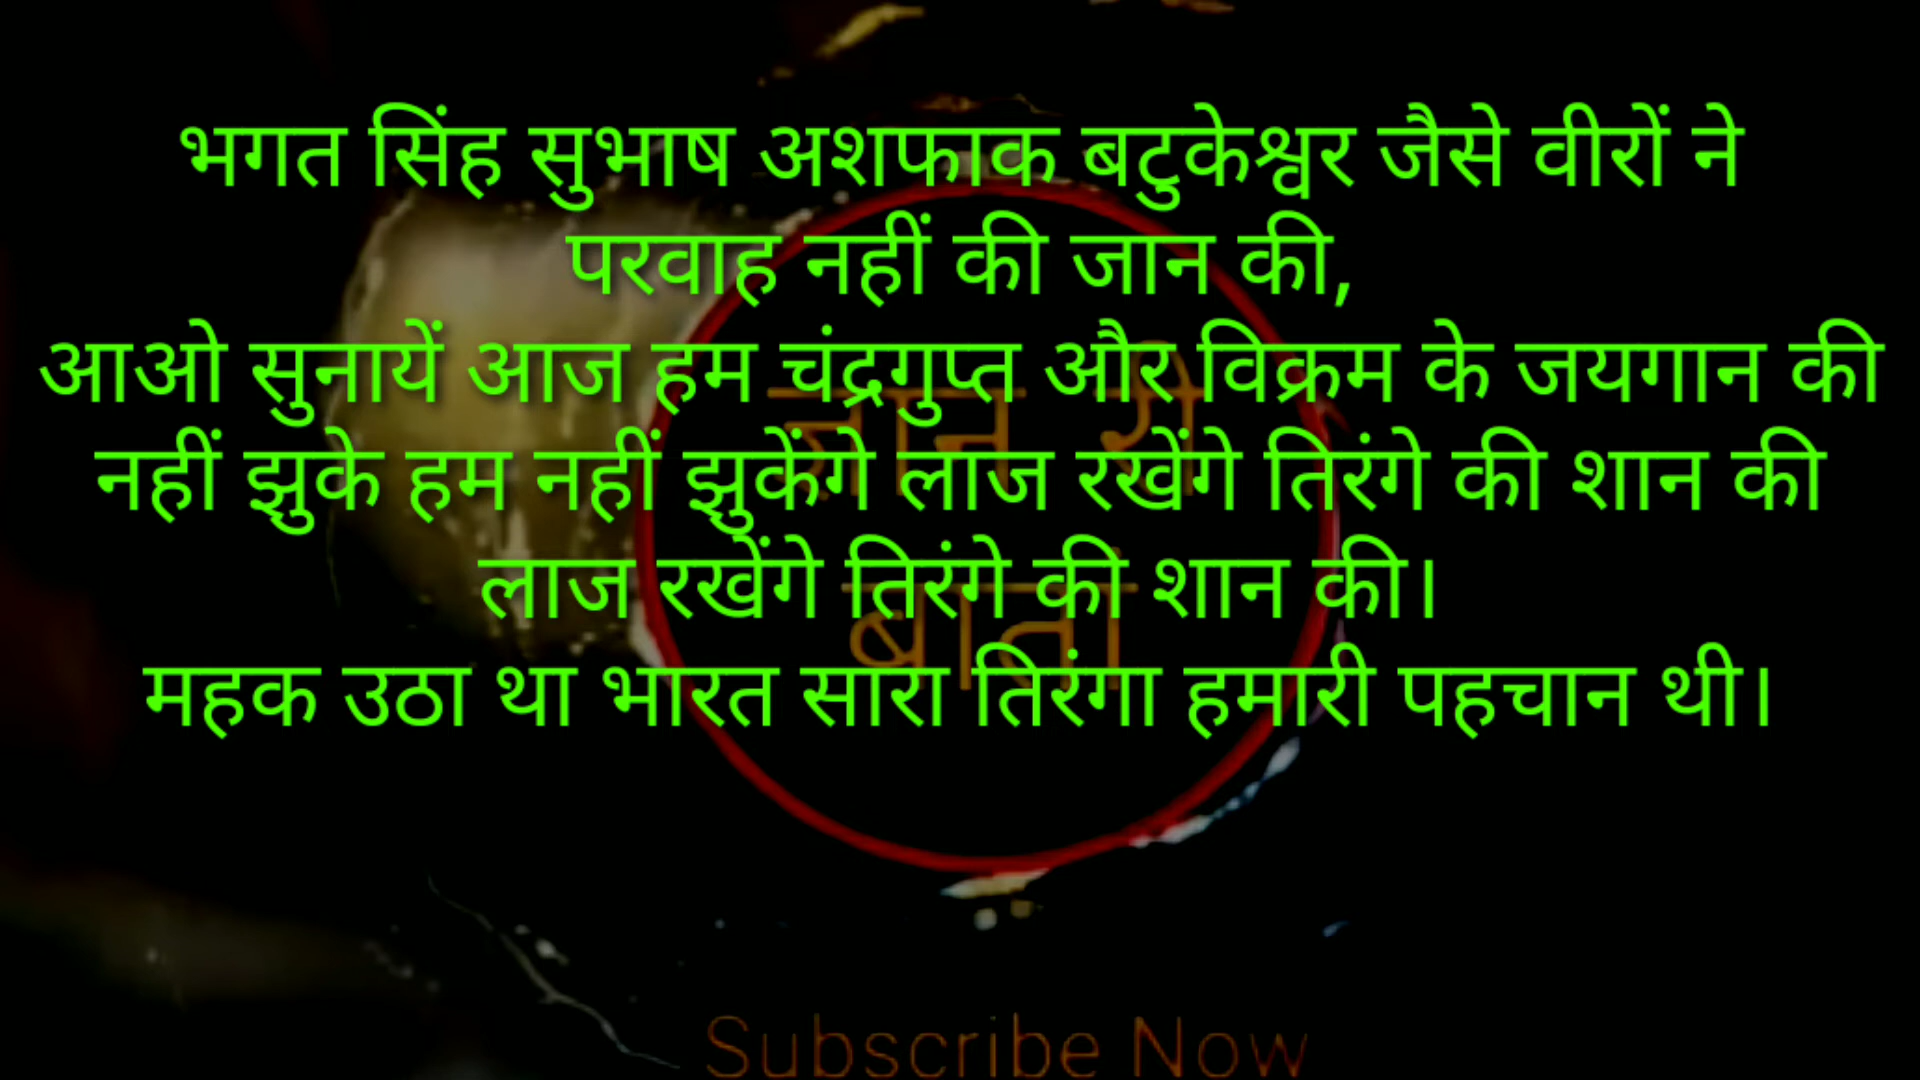 भगत सिंह सुभाष अशफाक बटुकेश्वर जैसे वीरों ने
परवाह नहीं की जान की,
आओ सुनायें आज हम चंद्रगुप्त और विक्रम के जयगान की
नहीं झुके हम नहीं झुकेंगे लाज रखेंगे तिरंगे की शान की
लाज रखेंगे तिरंगे की शान की।
महक उठा था भारत सारा तिरंगा हमारी पहचान थी।
ज्ञान री
बातां
Subscribe Now